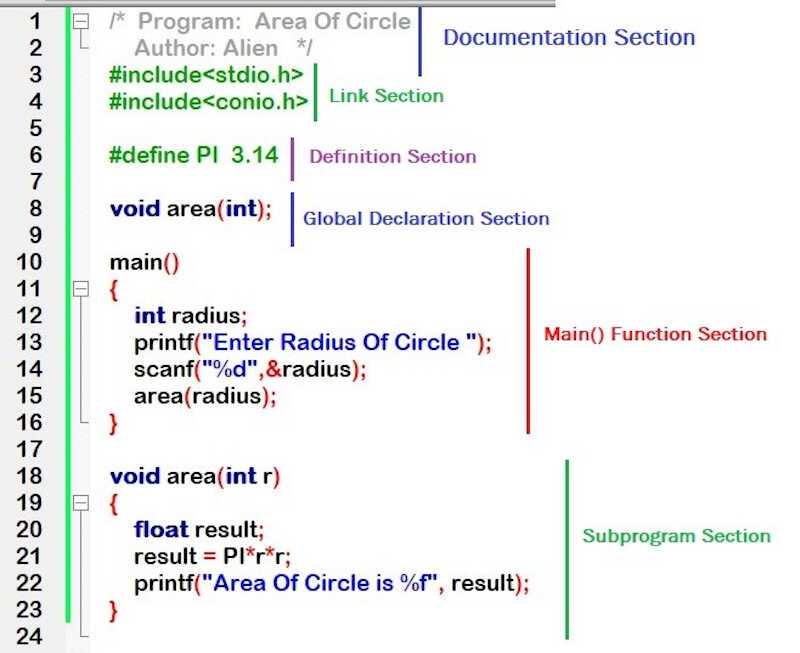 1 /* Program: Area Of Circle Documentation Section
2 Author: Alien */
3 #include<stdio.h>
4 #include<conio.h> Link Section
5
6 #define PI 3.14 Definition Section
7
8 void area(int); Global Declaration Section
9
10 main()
11 {
12 int radius;
13 printf("Enter Radius Of Circle "); Main() Function Section
14 scanf("%d",&radius);
15 area(radius);
16 }
17
18 void area(int r)
19 {
20 float result; Subprogram Section
21 result = PI*r*r;
22 printf("Area Of Circle is %f", result);
23 }
24